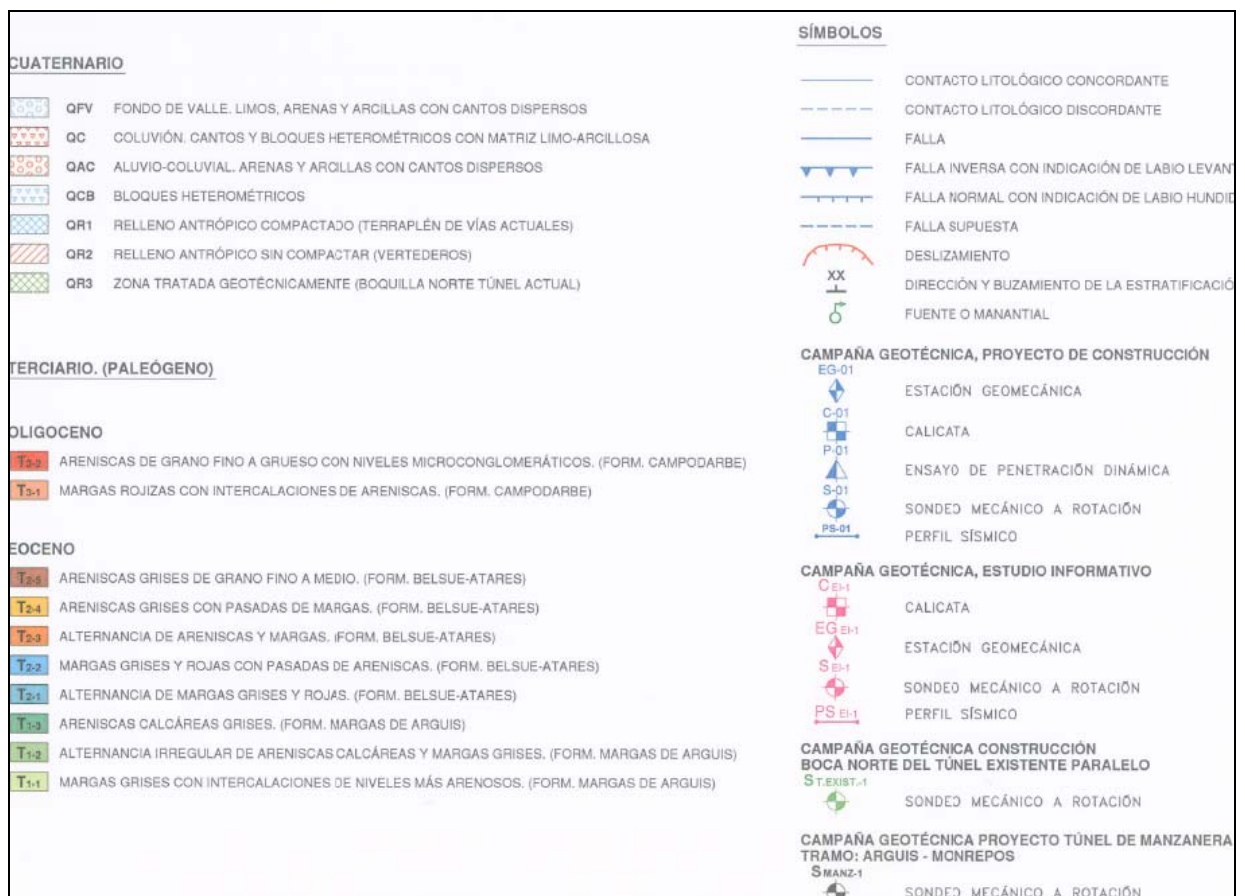 CUATERNARIO
QFV FONDO DE VALLE. LIMOS, ARENAS Y ARCILLAS CON CANTOS DISPERSOS
QC COLUVIÓN. CANTOS Y BLOQUES HETEROMÉTRICOS CON MATRIZ LIMO-ARCILLOSA
QAC ALUVIO-COLUVIAL. ARENAS Y ARCILLAS CON CANTOS DISPERSOS
QCB BLOQUES HETEROMÉTRICOS
QR1 RELLENO ANTRÓPICO COMPACTADO (TERRAPLÉN DE VÍAS ACTUALES)
QR2 RELLENO ANTRÓPICO SIN COMPACTAR (VERTEDEROS)
QR3 ZONA TRATADA GEOTÉCNICAMENTE (BOQUILLA NORTE TÚNEL ACTUAL)
TERCIARIO. (PALEÓGENO)
OLIGOCENO
T3-2 ARENISCAS DE GRANO FINO A GRUESO CON NIVELES MICROCONGLOMERÁTICOS. (FORM. CAMPODARBE)
T3-1 MARGAS ROJIZAS CON INTERCALACIONES DE ARENISCAS. (FORM. CAMPODARBE)
EOCENO
T2-5 ARENISCAS GRISES DE GRANO FINO A MEDIO. (FORM. BELSUE-ATARES)
T2-4 ARENISCAS GRISES CON PASADAS DE MARGAS. (FORM. BELSUE-ATARES)
T2-3 ALTERNANCIA DE ARENISCAS Y MARGAS. (FORM. BELSUE-ATARES)
T2-2 MARGAS GRISES Y ROJAS CON PASADAS DE ARENISCAS. (FORM. BELSUE-ATARES)
T2-1 ALTERNANCIA DE MARGAS GRISES Y ROJAS. (FORM. BELSUE-ATARES)
T1-3 ARENISCAS CALCÁREAS GRISES. (FORM. MARGAS DE ARGUIS)
T1-2 ALTERNANCIA IRREGULAR DE ARENISCAS CALCÁREAS Y MARGAS GRISES. (FORM. MARGAS DE ARGUIS)
T1-1 MARGAS GRISES CON INTERCALACIONES DE NIVELES MÁS ARENOSOS. (FORM. MARGAS DE ARGUIS)
SÍMBOLOS
CONTACTO LITOLÓGICO CONCORDANTE
CONTACTO LITOLÓGICO DISCORDANTE
FALLA
FALLA INVERSA CON INDICACIÓN DE LABIO LEVAN
FALLA NORMAL CON INDICACIÓN DE LABIO HUNDID
FALLA SUPUESTA
DESLIZAMIENTO
XX
DIRECCIÓN Y BUZAMIENTO DE LA ESTRATIFICACIÓ
FUENTE O MANANTIAL
CAMPAÑA GEOTÉCNICA, PROYECTO DE CONSTRUCCIÓN
EG-01
ESTACIÓN GEOMECÁNICA
C-01
CALICATA
P-01
ENSAYO DE PENETRACIÓN DINÁMICA
S-01
SONDEO MECÁNICO A ROTACIÓN
PS-01
PERFIL SÍSMICO
CAMPAÑA GEOTÉCNICA, ESTUDIO INFORMATIVO
C EI-1
CALICATA
EG EI-1
ESTACIÓN GEOMECÁNICA
S EI-1
SONDEO MECÁNICO A ROTACIÓN
PS EI-1
PERFIL SÍSMICO
CAMPAÑA GEOTÉCNICA CONSTRUCCIÓN
BOCA NORTE DEL TÚNEL EXISTENTE PARALELO
S T.EXIST.-1
SONDEO MECÁNICO A ROTACIÓN
CAMPAÑA GEOTÉCNICA PROYECTO TÚNEL DE MANZANERA
TRAMO: ARGUIS - MONREPOS
S MANZ-1
SONDEO MECÁNICO A ROTACIÓN